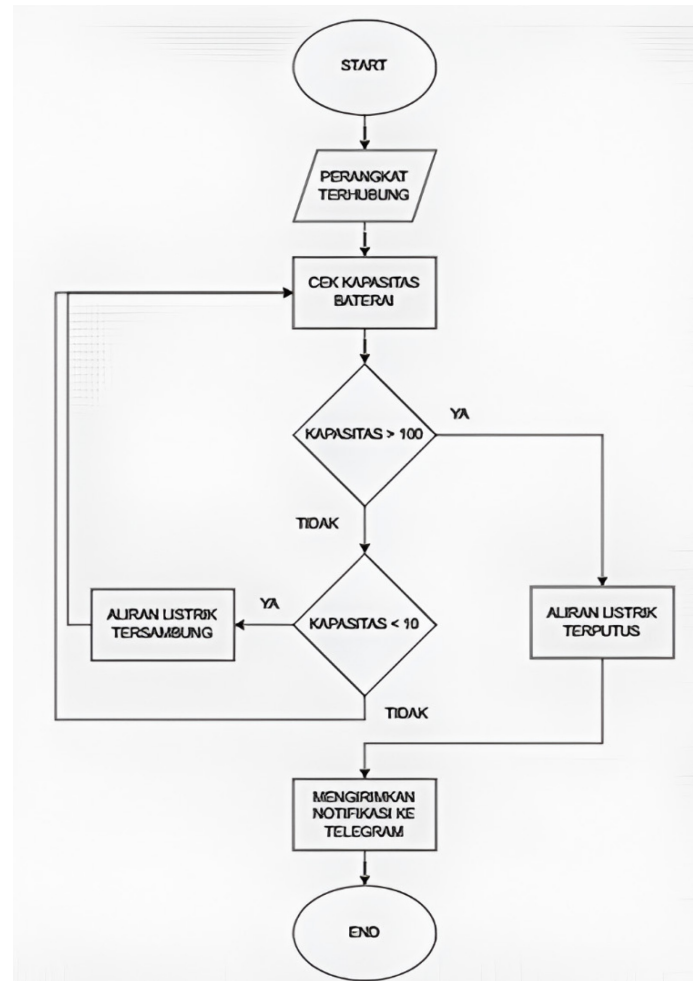 START
PERANGKAT
TERHUBUNG
CEK KAPASITAS
BATERAI
KAPASITAS > 100
YA
TIDAK
ALIRAN LISTRIK
TERSAMBUNG
YA
KAPASITAS < 10
ALIRAN LISTRIK
TERPUTUS
TIDAK
MENGIRIMKAN
NOTIFIKASI KE
TELEGRAM
END